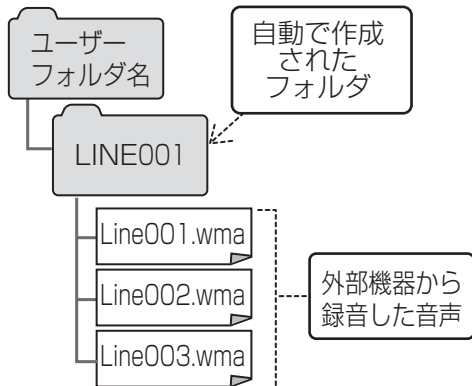 ユーザー
フォルダ名
自動で作成
された
フォルダ
LINE001
Line001.wma
Line002.wma
Line003.wma
外部機器から
録音した音声